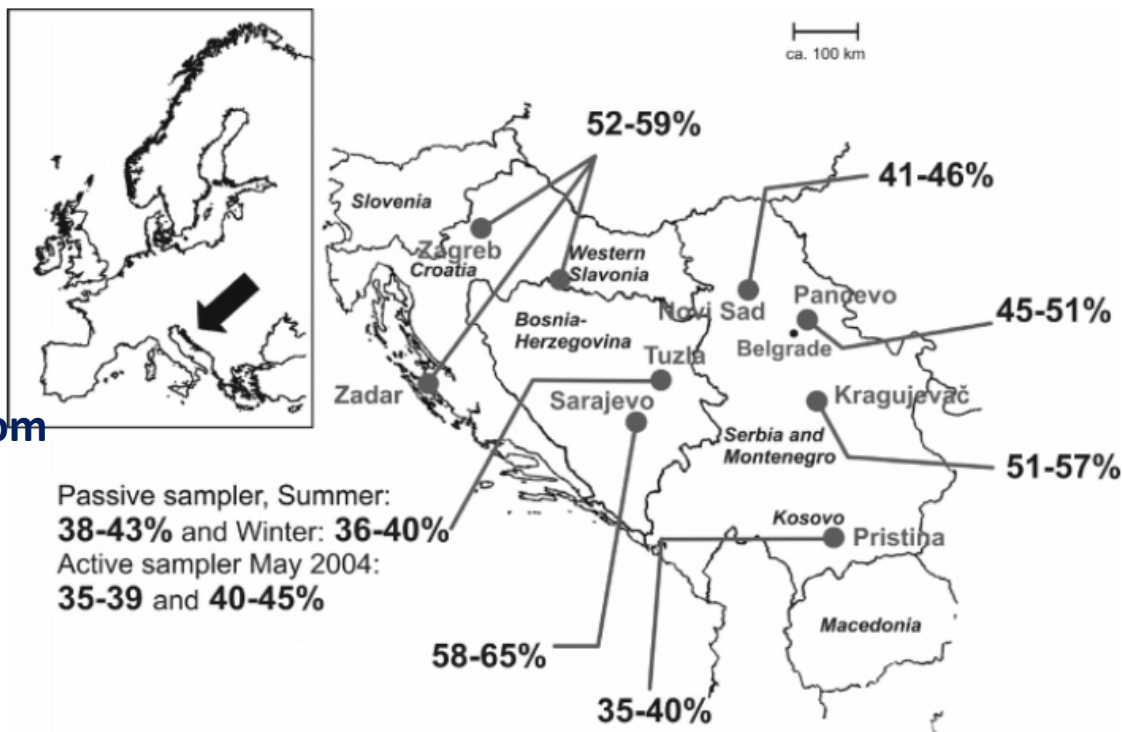 ca. 100 km
52-59%
41-46%
Slovenia
Zagreb
Croatia
Western
Slavonia
Novi Sad
Pancevo
45-51%
Bosnia-
Herzegovina
Belgrade
Tuzla
Zadar
Sarajevo
Kragujevač
om
Serbia and
Montenegro
51-57%
Passive sampler, Summer:
38-43% and Winter: 36-40%
Active sampler May 2004:
35-39 and 40-45%
Kosovo
Pristina
Macedonia
58-65%
35-40%